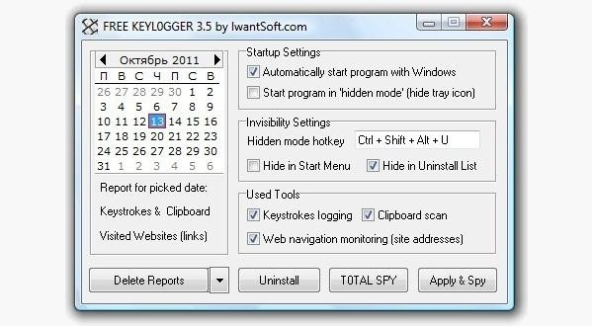 FREE KEYL0GGER 3.5 by IwantSoft.com
Октябрь 2011
П В С Ч П С В
26 27 28 29 30 1 2
3 4 5 6 7 8 9
10 11 12 13 14 15 16
17 18 19 20 21 22 23
24 25 26 27 28 29 30
31 1 2 3 4 5 6
Report for picked date:
Keystrokes & Clipboard
Visited Websites (links)
Startup Settings
Automatically start program with Windows
Start program in 'hidden mode' (hide tray icon)
Invisibility Settings
Hidden mode hotkey Ctrl + Shift + Alt + U
Hide in Start Menu Hide in Uninstall List
Used Tools
Keystrokes logging Clipboard scan
Web navigation monitoring (site addresses)
Delete Reports Uninstall T0TAL SPY Apply & Spy